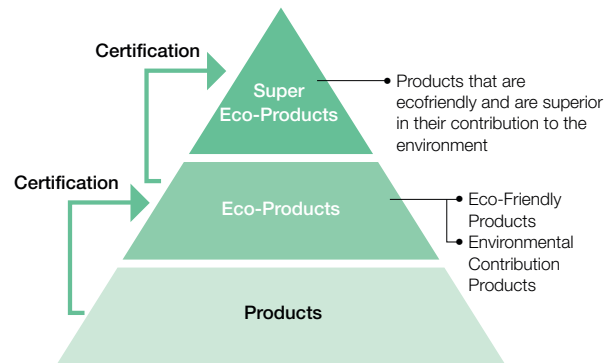 Certification
Super
Eco-Products
Products that are
ecofriendly and are superior
in their contribution to the
environment
Certification
Eco-Products
Eco-Friendly
Products
Environmental
Contribution
Products
Products